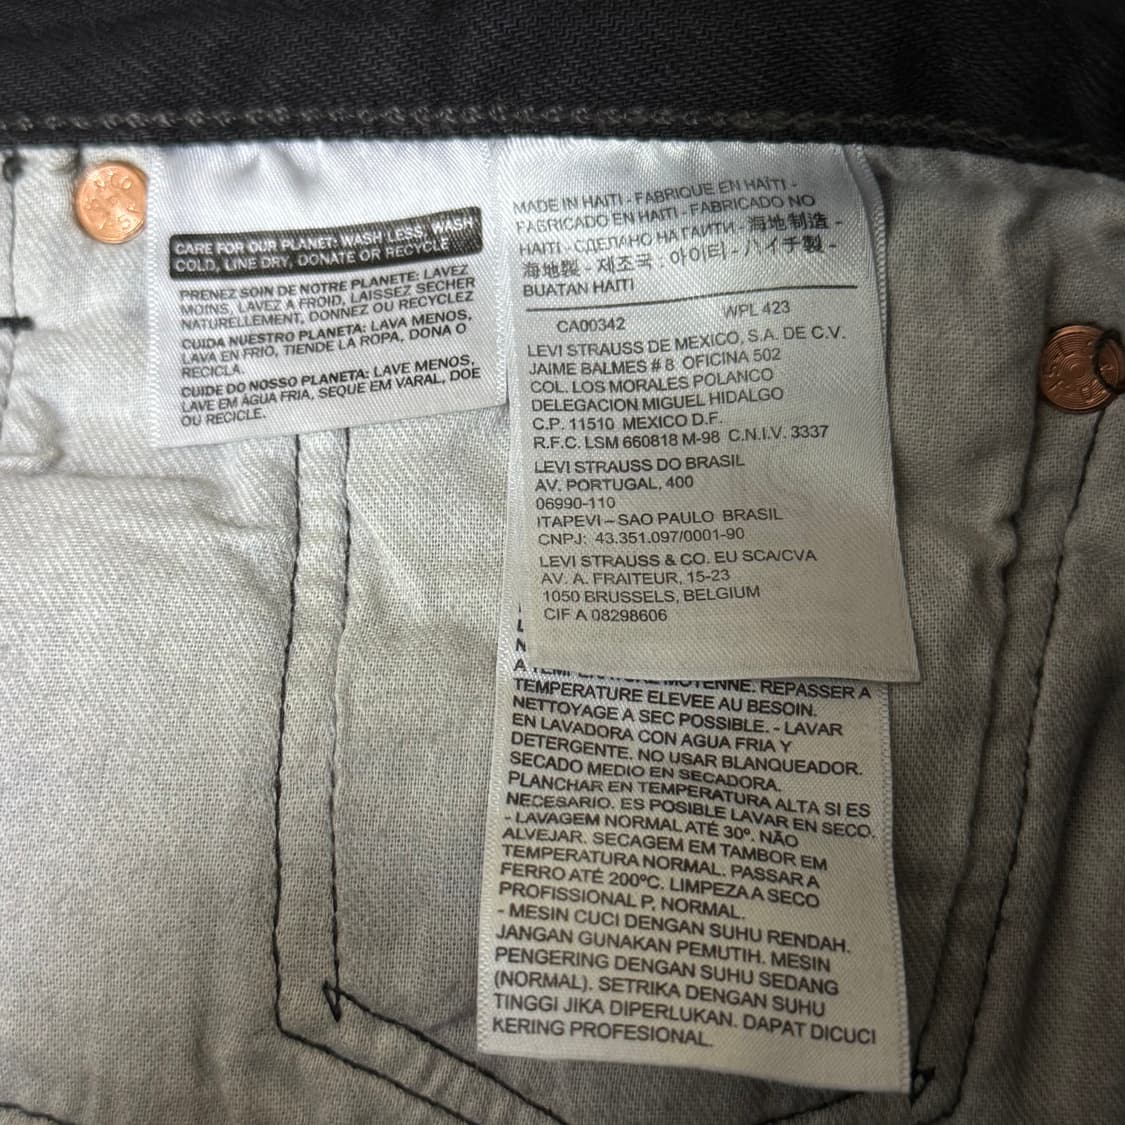 CARE FOR OUR PLANET: WASH LESS, WASH
COLD, LINE DRY, DONATE OR RECYCLE
PRENEZ SOIN DE NOTRE PLANETE: LAVEZ
MOINS, LAVEZ A FROID, LAISSEZ SECHER
NATURELLEMENT, DONNEZ OU RECYCLEZ
CUIDA NUESTRO PLANETA: LAVA MENOS,
LAVA EN FRIO, TIENDE LA ROPA, DONA O
RECICLA.
CUIDE DO NOSSO PLANETA: LAVE MENOS,
LAVE EM ÁGUA FRIA, SEQUE EM VARAL, DOE
OU RECICLE.
MADE IN HAITI - FABRIQUE EN HAÏTI -
FABRICADO EN HAITI - FABRICADO NO
HAITI - СДЕЛАНО НА ГАИТИ - 海地制造 -
海地製 - 제조국 : 아이티 - ハイチ製 -
BUATAN HAITI
CA00342 WPL 423
LEVI STRAUSS DE MEXICO, S.A. DE C.V.
JAIME BALMES # 8 OFICINA 502
COL. LOS MORALES POLANCO
DELEGACION MIGUEL HIDALGO
C.P. 11510 MEXICO D.F.
R.F.C. LSM 660818 M-98 C.N.I.V. 3337
LEVI STRAUSS DO BRASIL
AV. PORTUGAL, 400
06990-110
ITAPEVI – SAO PAULO BRASIL
CNPJ: 43.351.097/0001-90
LEVI STRAUSS & CO. EU SCA/CVA
AV. A. FRAITEUR, 15-23
1050 BRUSSELS, BELGIUM
CIF A 08298606
MOYENNE. REPASSER A
TEMPERATURE ELEVEE AU BESOIN.
NETTOYAGE A SEC POSSIBLE. - LAVAR
EN LAVADORA CON AGUA FRIA Y
DETERGENTE. NO USAR BLANQUEADOR.
SECADO MEDIO EN SECADORA.
PLANCHAR EN TEMPERATURA ALTA SI ES
NECESARIO. ES POSIBLE LAVAR EN SECO.
- LAVAGEM NORMAL ATÉ 30º. NÃO
ALVEJAR. SECAGEM EM TAMBOR EM
TEMPERATURA NORMAL. PASSAR A
FERRO ATÉ 200ºC. LIMPEZA A SECO
PROFISSIONAL P, NORMAL.
- MESIN CUCI DENGAN SUHU RENDAH.
JANGAN GUNAKAN PEMUTIH. MESIN
PENGERING DENGAN SUHU SEDANG
(NORMAL). SETRIKA DENGAN SUHU
TINGGI JIKA DIPERLUKAN. DAPAT DICUCI
KERING PROFESIONAL.